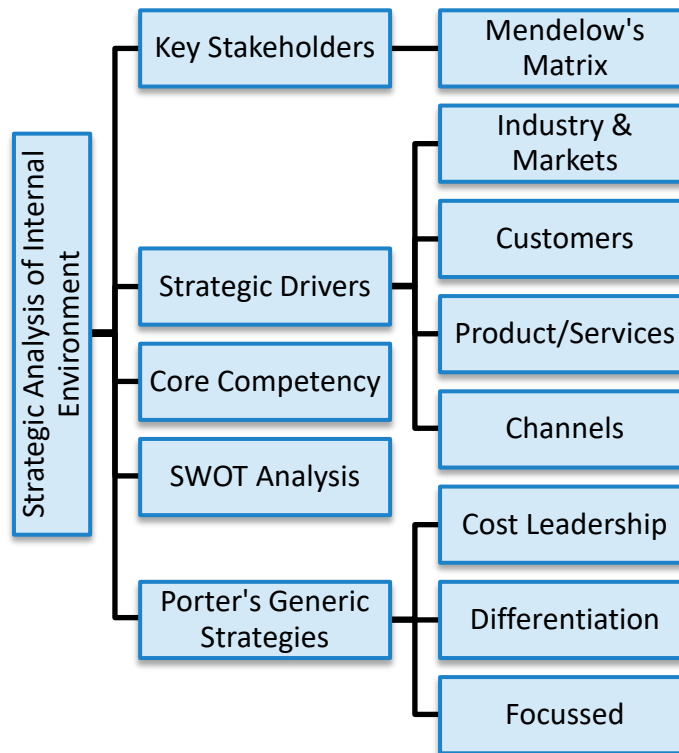 Strategic Analysis of Internal
Environment
Key Stakeholders
Mendelow's
Matrix
Strategic Drivers
Industry &
Markets
Customers
Product/Services
Channels
Core Competency
SWOT Analysis
Porter's Generic
Strategies
Cost Leadership
Differentiation
Focussed